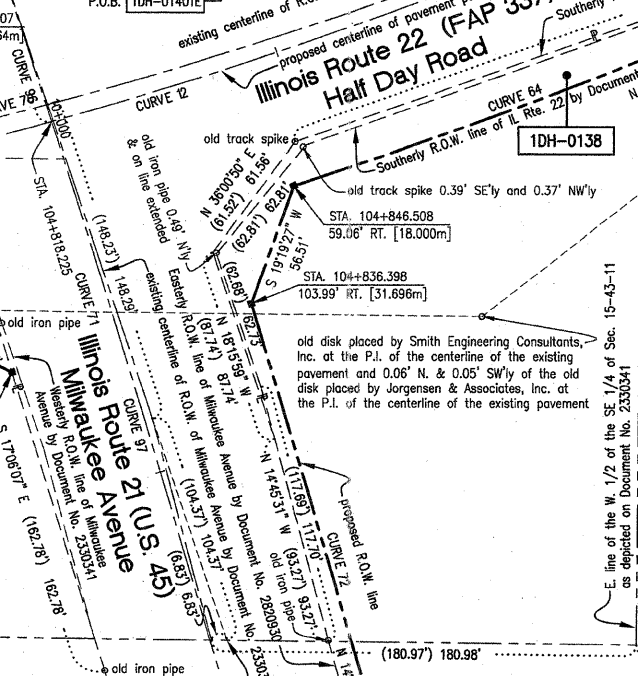 P.O.B. 1DH-01401E
07
64m)
CURVE 96
existing centerline of R.O.
proposed centerline of pavement
Illinois Route 22 (FAP 337)
Half Day Road
Southerly
CURVE 12
CURVE 64
Southerly R.O.W. line of IL Rte. 22 by Document
1DH-0138
10+000
STA. 104+818.225
old track spike
old iron pipe 0.49' N'ly
& on line extended
N 36°00'50" E
(61.52') 61.56'
(62.81') 62.81'
old track spike 0.39' SE'ly and 0.37' NW'ly
S 19°19'27" W
56.51'
STA. 104+846.508
59.06' RT. [18.000m]
STA. 104+836.398
103.99' RT. [31.696m]
(148.23')
148.29'
CURVE 71
existing centerline of R.O.W. of Milwaukee Avenue by Document No. 2330
Easterly R.O.W. line of Milwaukee Avenue by Document No. 2820930
(62.68')
62.73'
N 18°15'59" W
(87.74') 87.74'
old disk placed by Smith Engineering Consultants,
Inc. at the P.I. of the centerline of the existing
pavement and 0.06' N. & 0.05' SW'ly of the old
disk placed by Jorgensen & Associates, Inc. at
the P.I. of the centerline of the existing pavement
old iron pipe
Illinois Route 21 (U.S. 45)
Milwaukee Avenue
Westerly R.O.W. line of Milwaukee
Avenue by Document No. 2330341
S 17°06'07" E (162.78')
162.78'
CURVE 97
(104.37') 104.37'
(6.83') 6.83'
N 14°45'31" W (93.27') 93.27'
old iron pipe
(117.69') 117.70'
CURVE 72
proposed R.O.W. line
E. line of the W. 1/2 of the SE 1/4 of Sec. 15-43-11
as depicted on Document No. 2330341
(180.97') 180.98'
old iron pipe
N 14